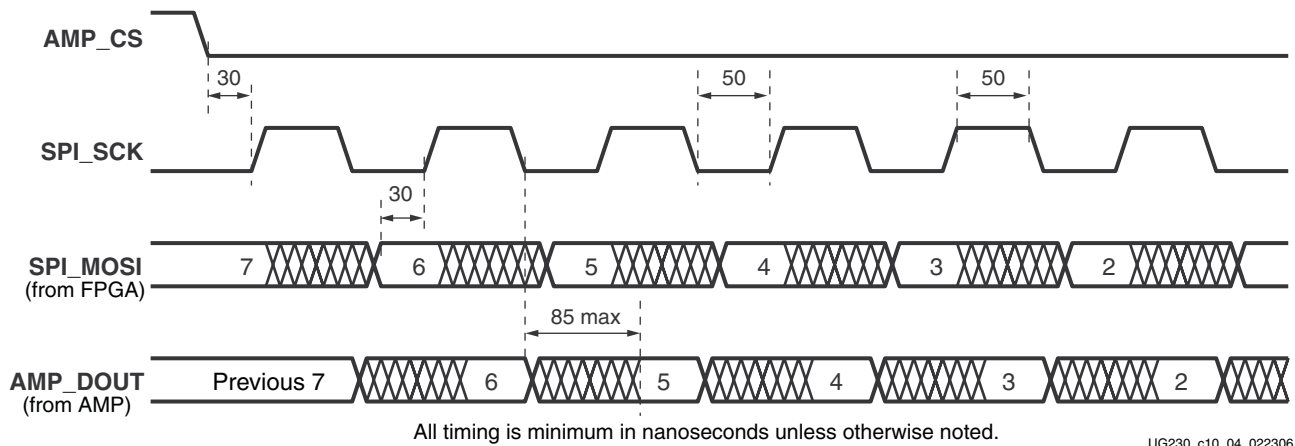 AMP_CS
30
50
50
SPI_SCK
30
SPI_MOSI
(from FPGA)
7 6 5 4 3 2
85 max
AMP_DOUT
(from AMP)
Previous 7 6 5 4 3 2
All timing is minimum in nanoseconds unless otherwise noted.
UG230_c10_04_022306